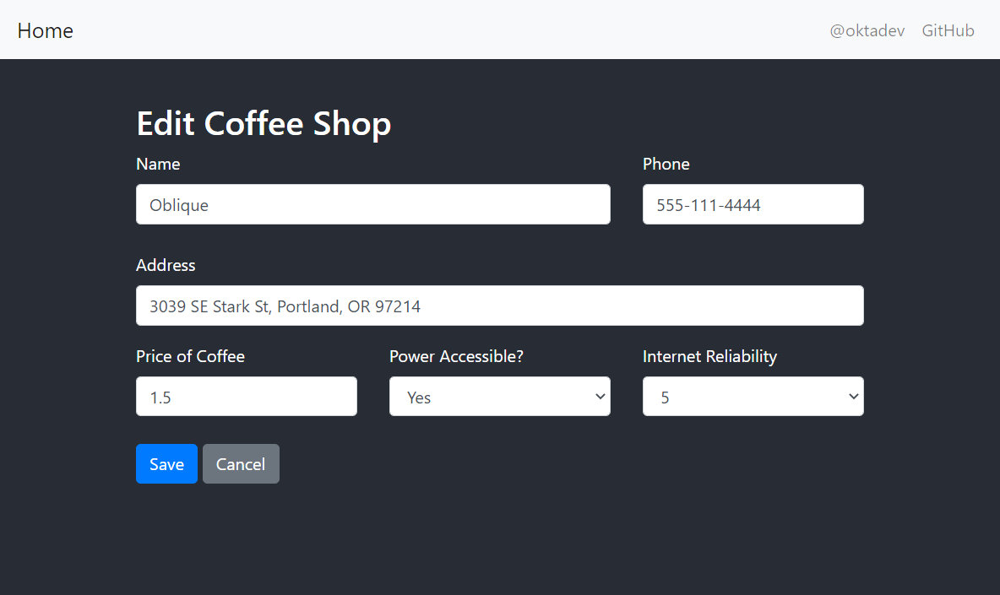 Home @oktadev GitHub
Edit Coffee Shop
Name Phone
Oblique 555-111-4444
Address
3039 SE Stark St, Portland, OR 97214
Price of Coffee Power Accessible? Internet Reliability
1.5 Yes 5
Save Cancel